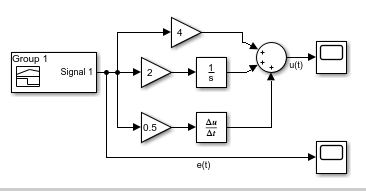 Group 1
Signal 1
4
2
1
s
0.5
Δu
Δt
+
+
+
u(t)
e(t)